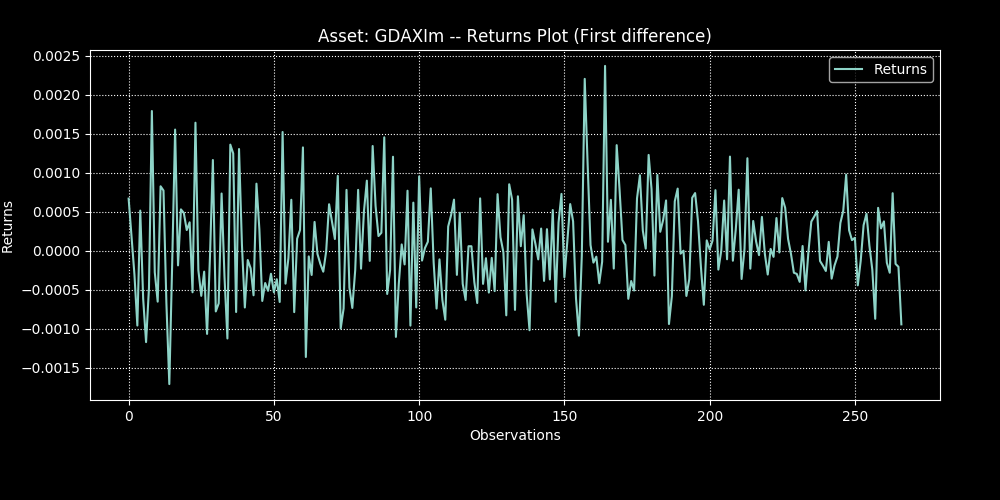 Asset: GDAXIm -- Returns Plot (First difference)
Returns
0.0025
0.0020
0.0015
0.0010
0.0005
0.0000
−0.0005
−0.0010
−0.0015
Returns
0 50 100 150 200 250
Observations